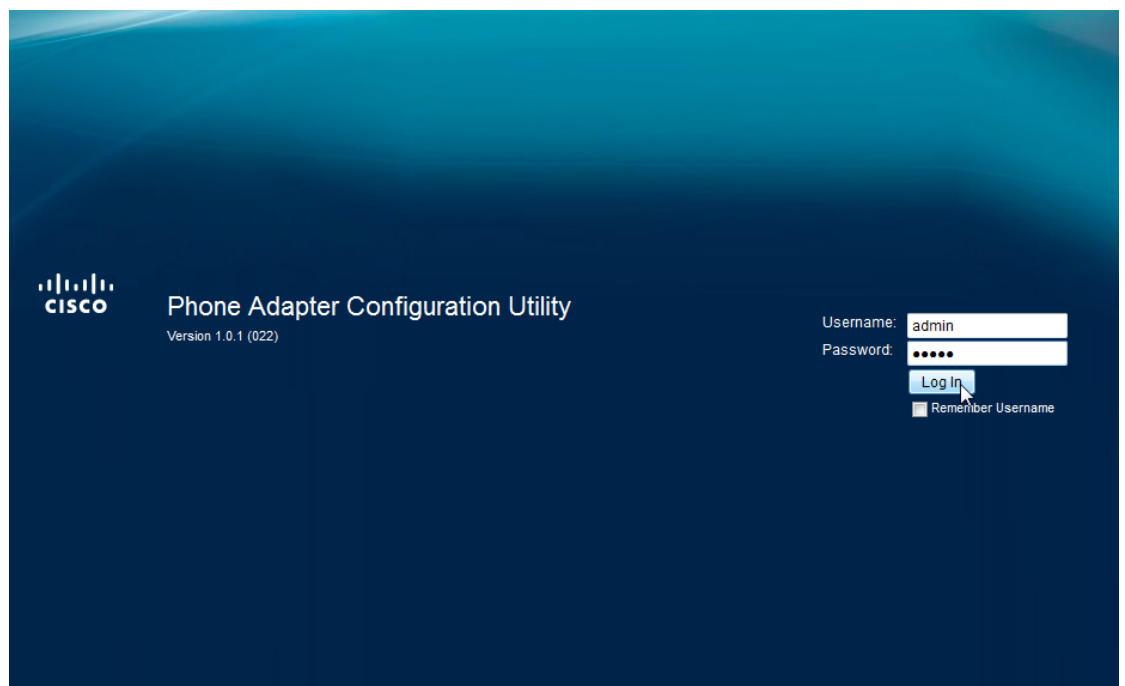 CISCO
Phone Adapter Configuration Utility
Version 1.0.1 (022)
Username: admin
Password: •••••
Log In
Remember Username